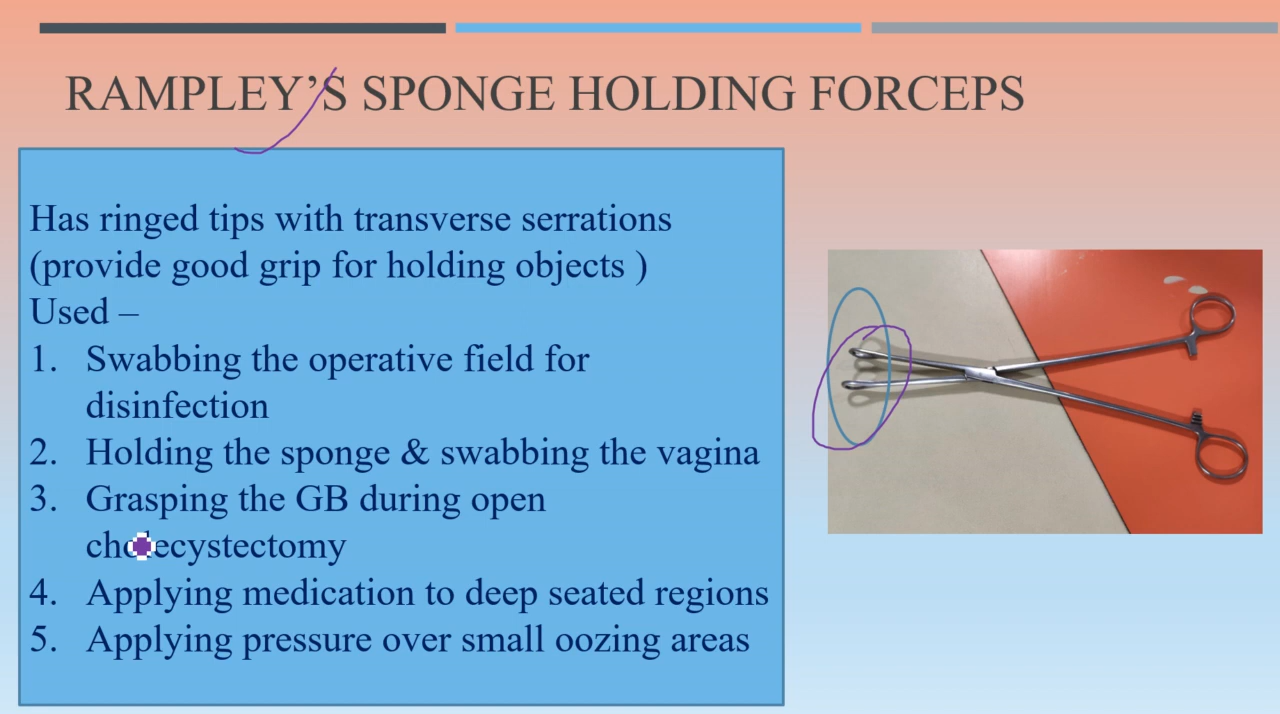 RAMPLEY'S SPONGE HOLDING FORCEPS
Has ringed tips with transverse serrations
(provide good grip for holding objects )
Used –
1. Swabbing the operative field for
disinfection
2. Holding the sponge & swabbing the vagina
3. Grasping the GB during open
cholecystectomy
4. Applying medication to deep seated regions
5. Applying pressure over small oozing areas